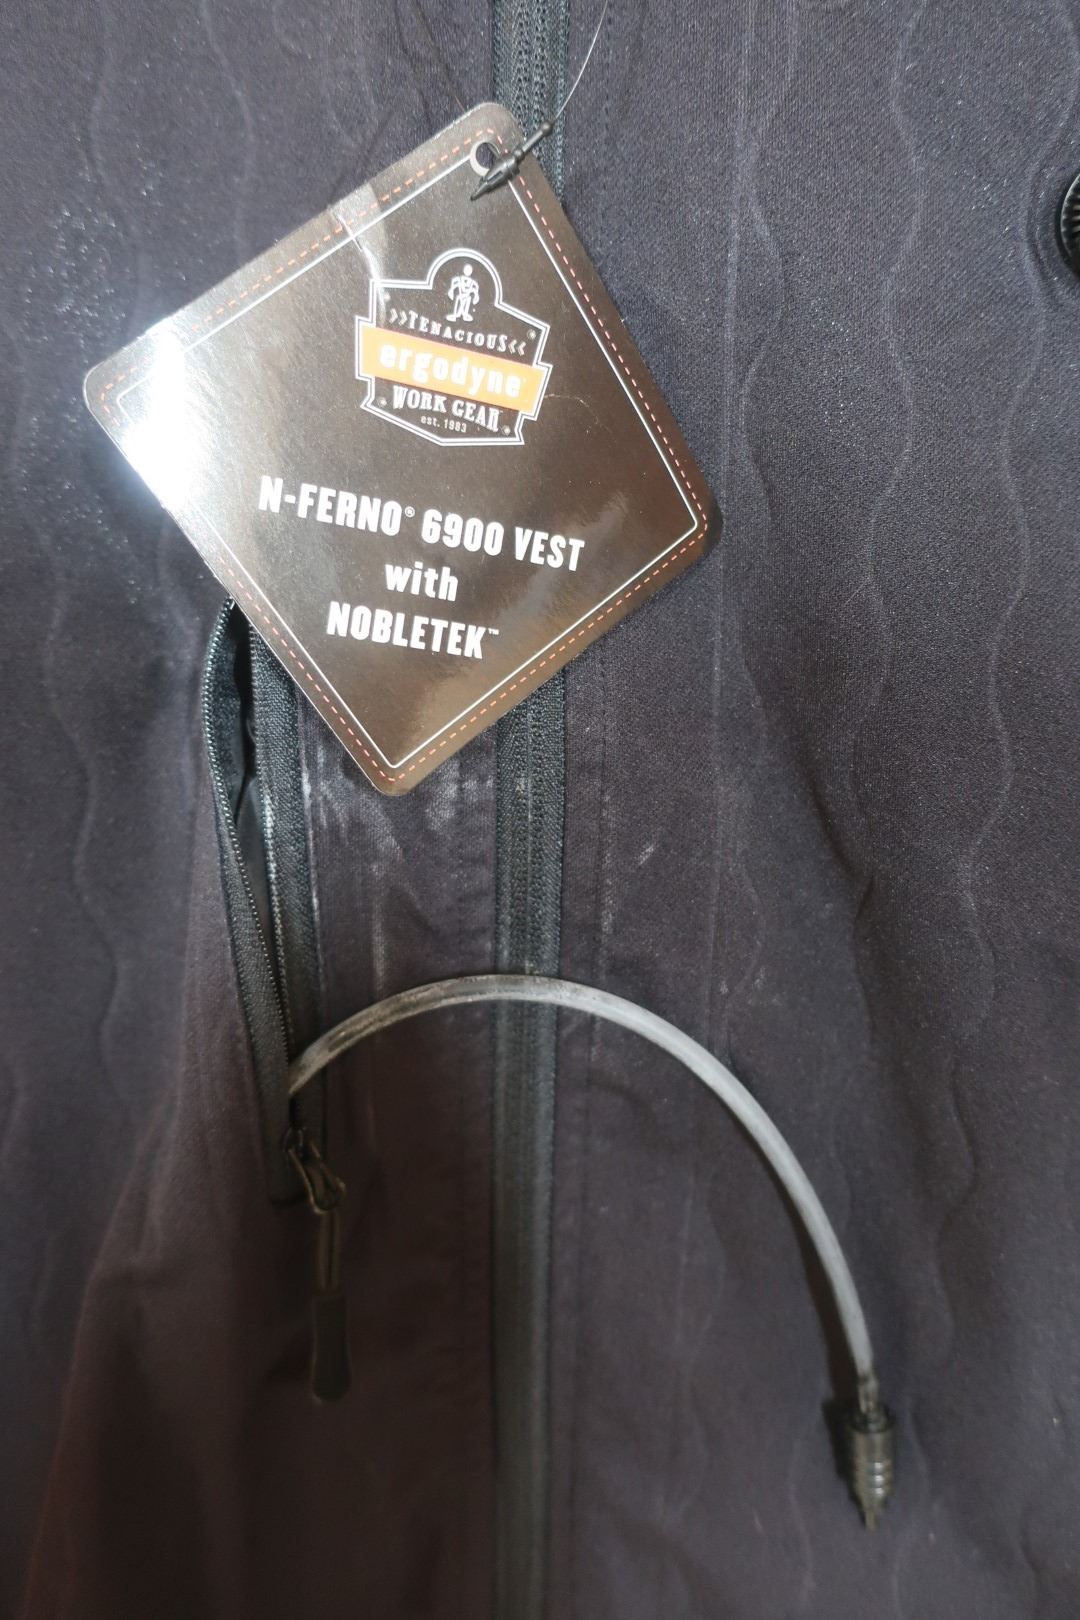 »TENACIOUS«
ergodyne
WORK GEAR
est. 1983
N-FERNO® 6900 VEST
with
NOBLETEK™